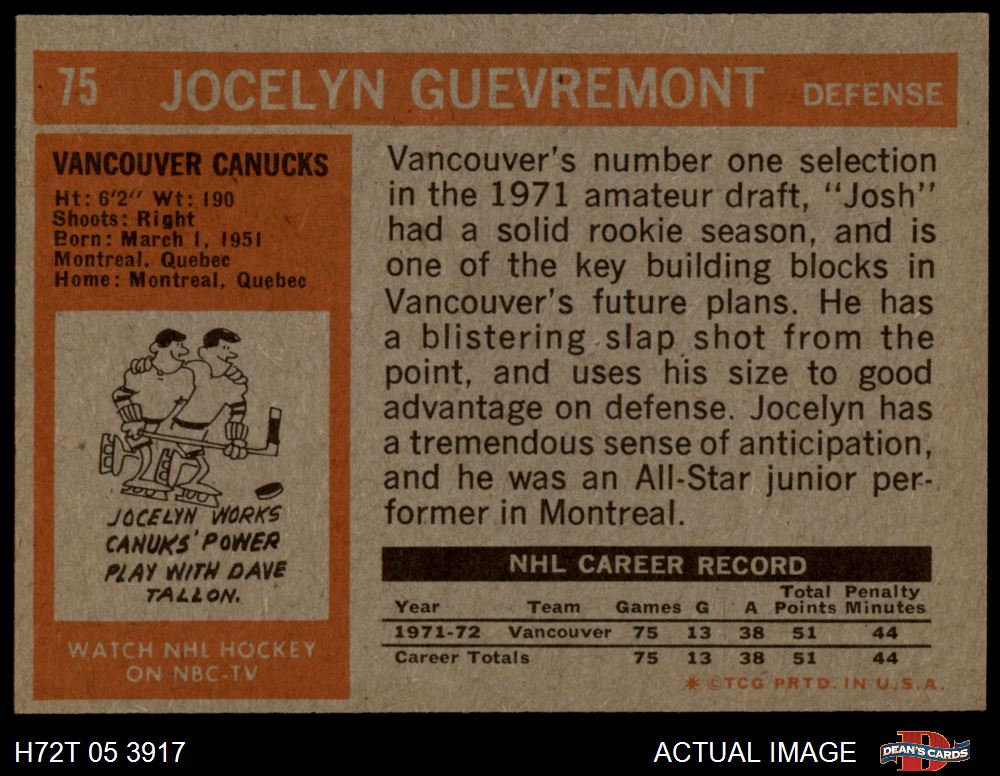 75 JOCELYN GUEVREMONT DEFENSE
VANCOUVER CANUCKS
Ht: 6'2" Wt: 190
Shoots: Right
Born: March 1, 1951
Montreal, Quebec
Home: Montreal, Quebec
JOCELYN WORKS
CANUKS' POWER
PLAY WITH DAVE
TALLON.
WATCH NHL HOCKEY
ON NBC-TV
Vancouver's number one selection
in the 1971 amateur draft, "Josh"
had a solid rookie season, and is
one of the key building blocks in
Vancouver's future plans. He has
a blistering slap shot from the
point, and uses his size to good
advantage on defense. Jocelyn has
a tremendous sense of anticipation,
and he was an All-Star junior per-
former in Montreal.
NHL CAREER RECORD
Total Penalty
Year Team Games G A Points Minutes
1971-72 Vancouver 75 13 38 51 44
Career Totals 75 13 38 51 44
* ©TCG PRTD. IN U.S.A.
H72T 05 3917 ACTUAL IMAGE DEAN'S CARDS